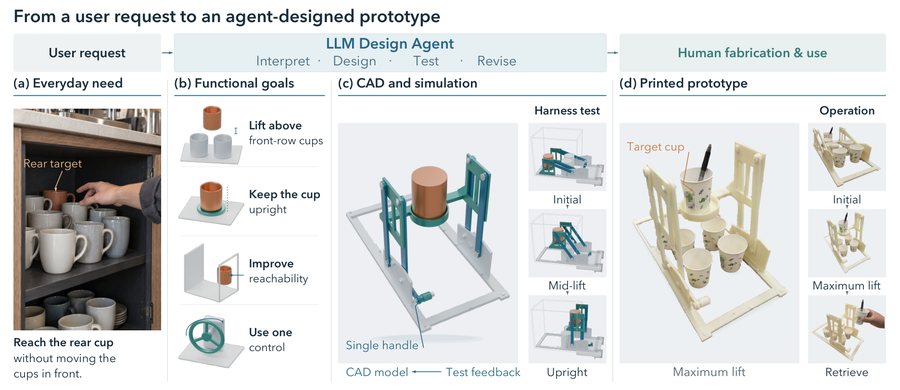 From a user request to an agent-designed prototype
User request
LLM Design Agent
Interpret · Design · Test · Revise
Human fabrication & use
(a) Everyday need
Rear target
Reach the rear cup
without moving the
cups in front.
(b) Functional goals
Lift above
front-row cups
Keep the cup
upright
Improve
reachability
Use one
control
(c) CAD and simulation
Single handle
CAD model
Test feedback
Harness test
Initial
Mid-lift
Upright
(d) Printed prototype
Target cup
Maximum lift
Operation
Initial
Maximum lift
Retrieve